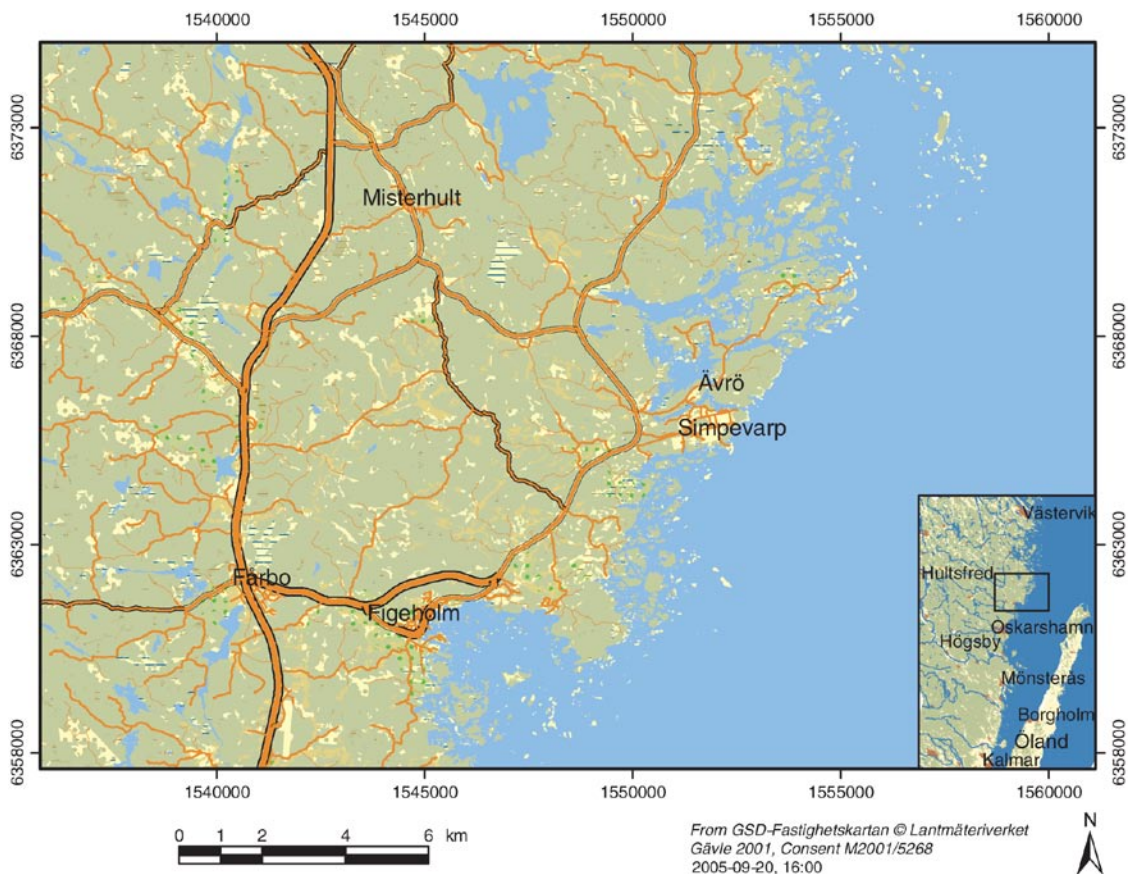 1540000 1545000 1550000 1555000 1560000
6373000 6373000
Misterhult
6368000 6368000
Ävrö
Simpevarp
6363000 6363000
Fårbo
Figeholm
Västervik
Hultsfred
Oskarshamn
Högsby
Mönsterås
Borgholm
Öland
Kalmar
6358000 6358000
1540000 1545000 1550000 1555000 1560000
0 1 2 4 6 km
From GSD-Fastighetskartan © Lantmäteriverket
Gävle 2001, Consent M2001/5268
2005-09-20, 16:00
N